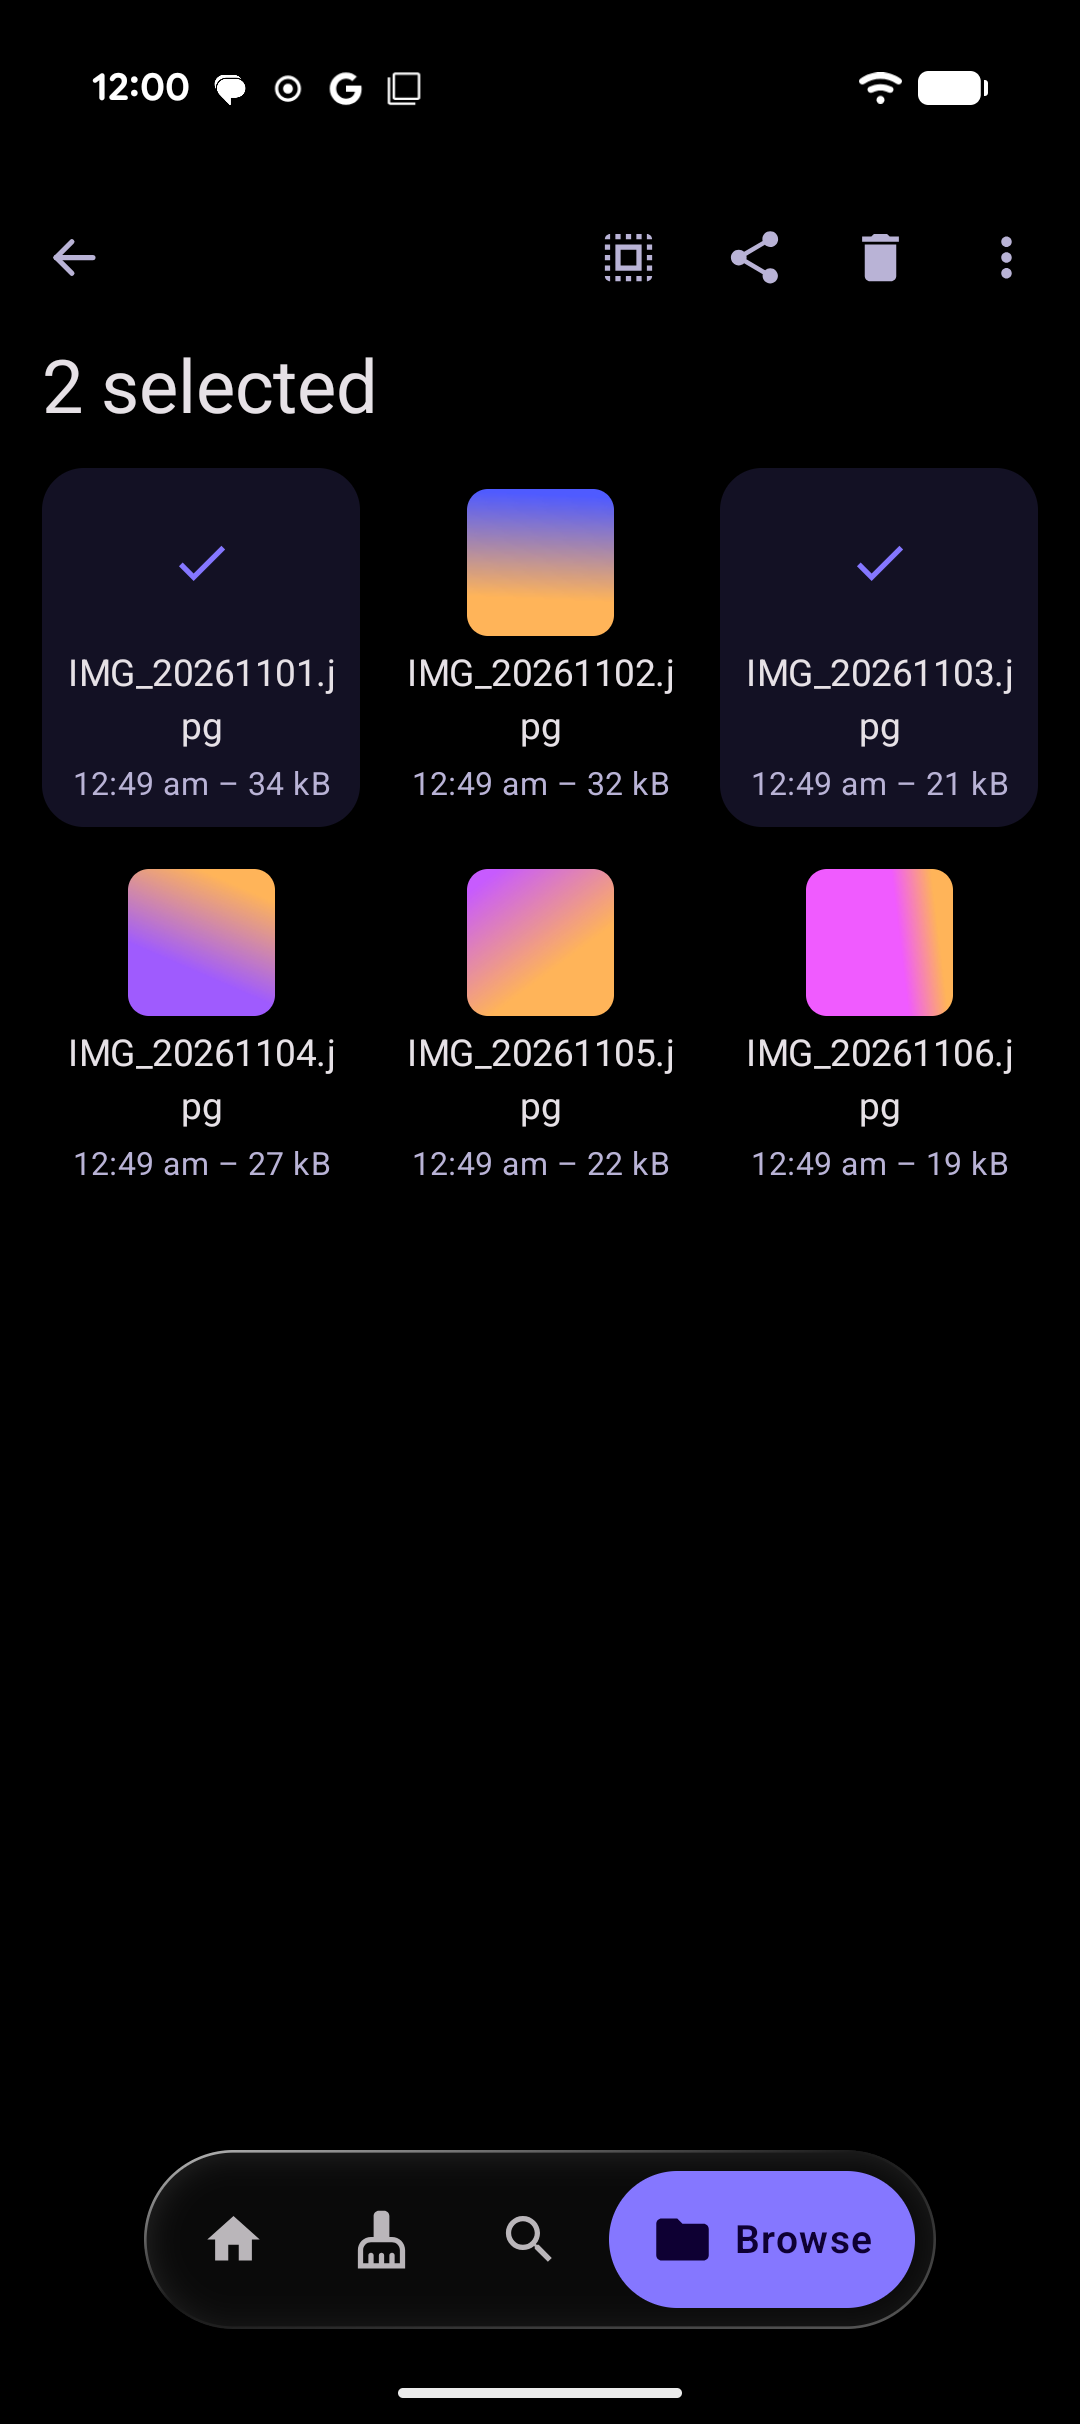 12:00
2 selected
IMG_20261101.j
pg
12:49 am – 34 kB
IMG_20261102.j
pg
12:49 am – 32 kB
IMG_20261103.j
pg
12:49 am – 21 kB
IMG_20261104.j
pg
12:49 am – 27 kB
IMG_20261105.j
pg
12:49 am – 22 kB
IMG_20261106.j
pg
12:49 am – 19 kB
Browse